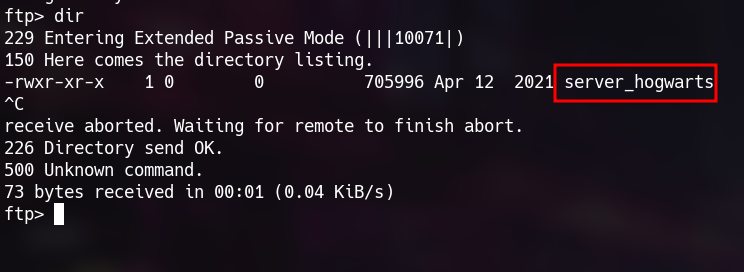 ftp> dir
229 Entering Extended Passive Mode (|||10071|)
150 Here comes the directory listing.
-rwxr-xr-x    1 0        0          705996 Apr 12  2021 server_hogwarts
^C
receive aborted. Waiting for remote to finish abort.
226 Directory send OK.
500 Unknown command.
73 bytes received in 00:01 (0.04 KiB/s)
ftp>